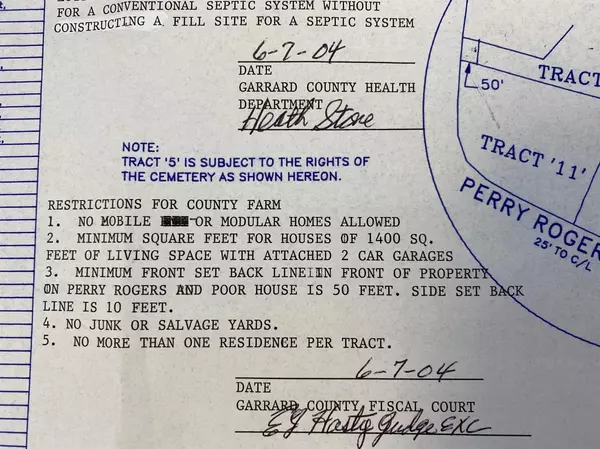 FOR A CONVENTIONAL SEPTIC SYSTEM WITHOUT
CONSTRUCTING A FILL SITE FOR A SEPTIC SYSTEM
6-7-04
DATE
GARRARD COUNTY HEALTH
DEPARTMENT
Heath Stone
NOTE:
TRACT '5' IS SUBJECT TO THE RIGHTS OF
THE CEMETERY AS SHOWN HEREON.
RESTRICTIONS FOR COUNTY FARM
1. NO MOBILE OR MODULAR HOMES ALLOWED
2. MINIMUM SQUARE FEET FOR HOUSES OF 1400 SQ.
FEET OF LIVING SPACE WITH ATTACHED 2 CAR GARAGES
3. MINIMUM FRONT SET BACK LINE IN FRONT OF PROPERTY
ON PERRY ROGERS AND POOR HOUSE IS 50 FEET. SIDE SET BACK
LINE IS 10 FEET.
4. NO JUNK OR SALVAGE YARDS.
5. NO MORE THAN ONE RESIDENCE PER TRACT.
6-7-04
DATE
GARRARD COUNTY FISCAL COURT
EJ Hasty Judge EXC
TRACT
50'
TRACT '11'
PERRY ROGERS
25' TO C/L